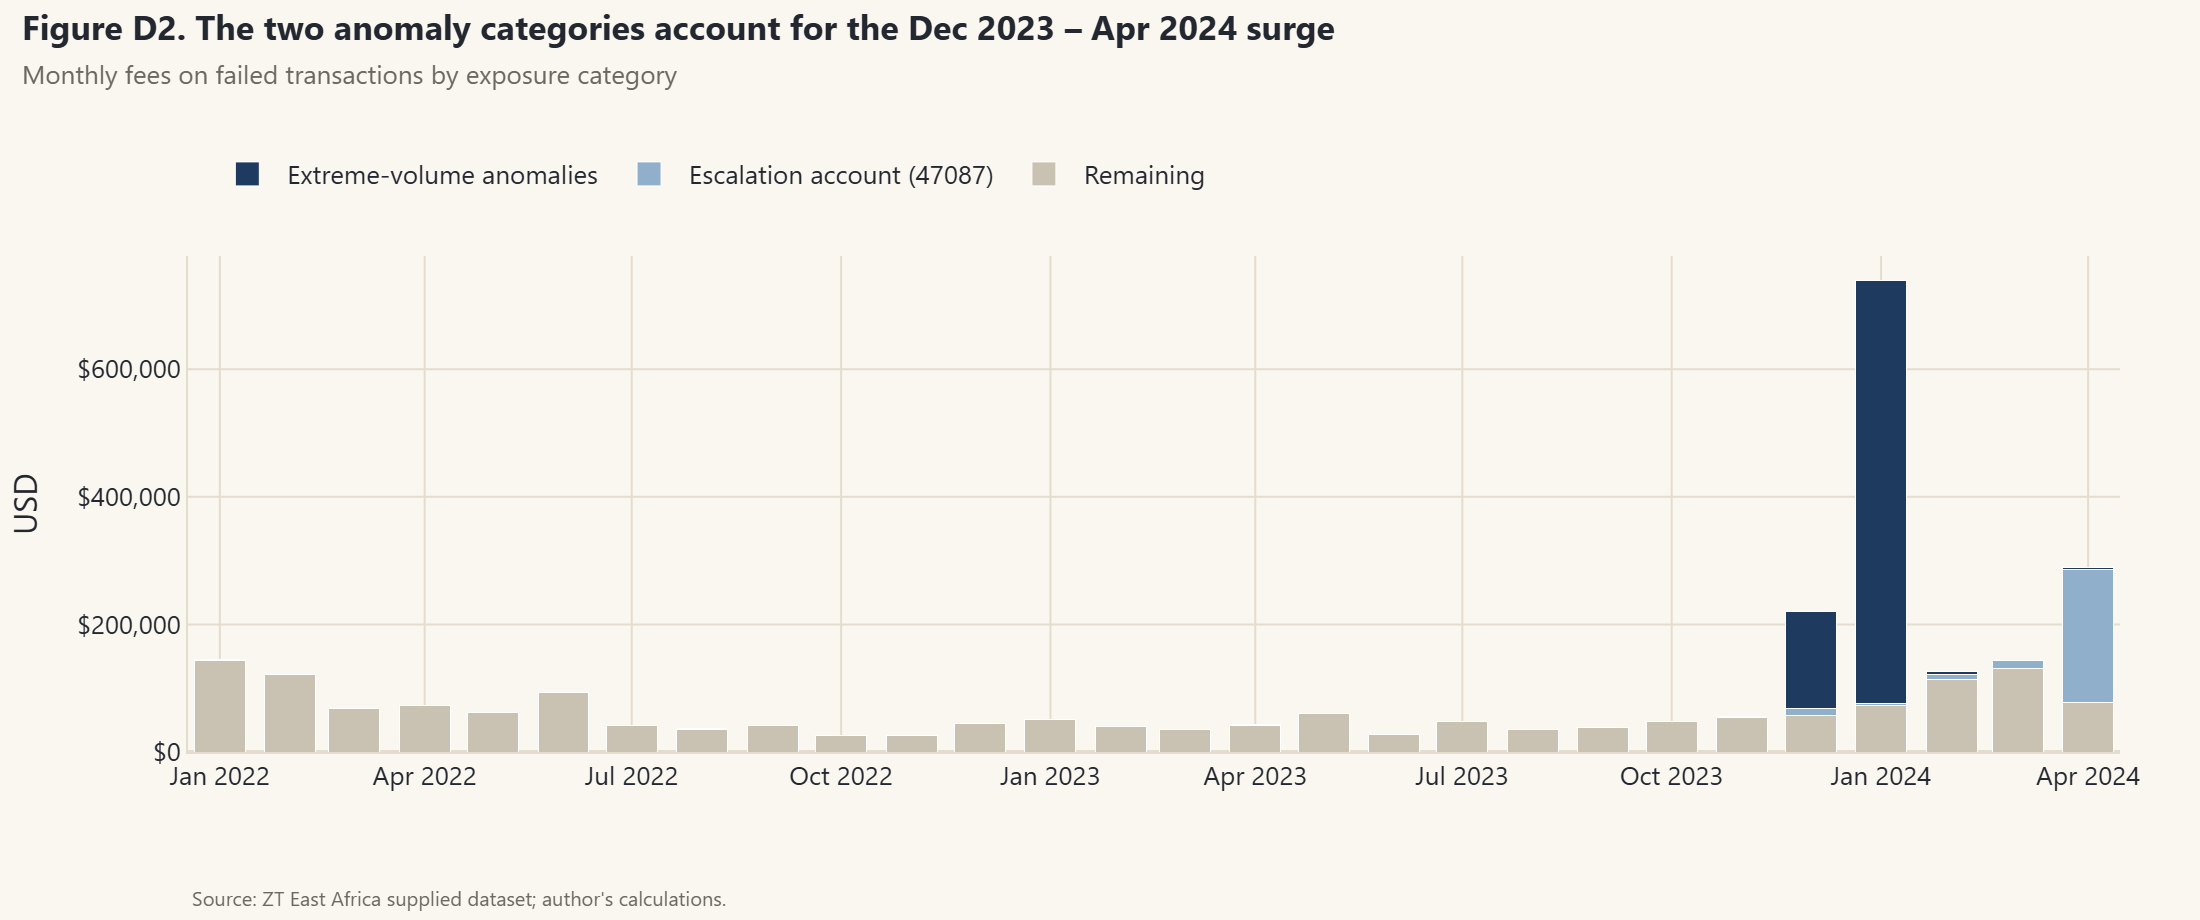 Figure D2. The two anomaly categories account for the Dec 2023 – Apr 2024 surge
Monthly fees on failed transactions by exposure category
Extreme-volume anomalies
Escalation account (47087)
Remaining
USD
$600,000
$400,000
$200,000
$0
Jan 2022
Apr 2022
Jul 2022
Oct 2022
Jan 2023
Apr 2023
Jul 2023
Oct 2023
Jan 2024
Apr 2024
Source: ZT East Africa supplied dataset; author's calculations.